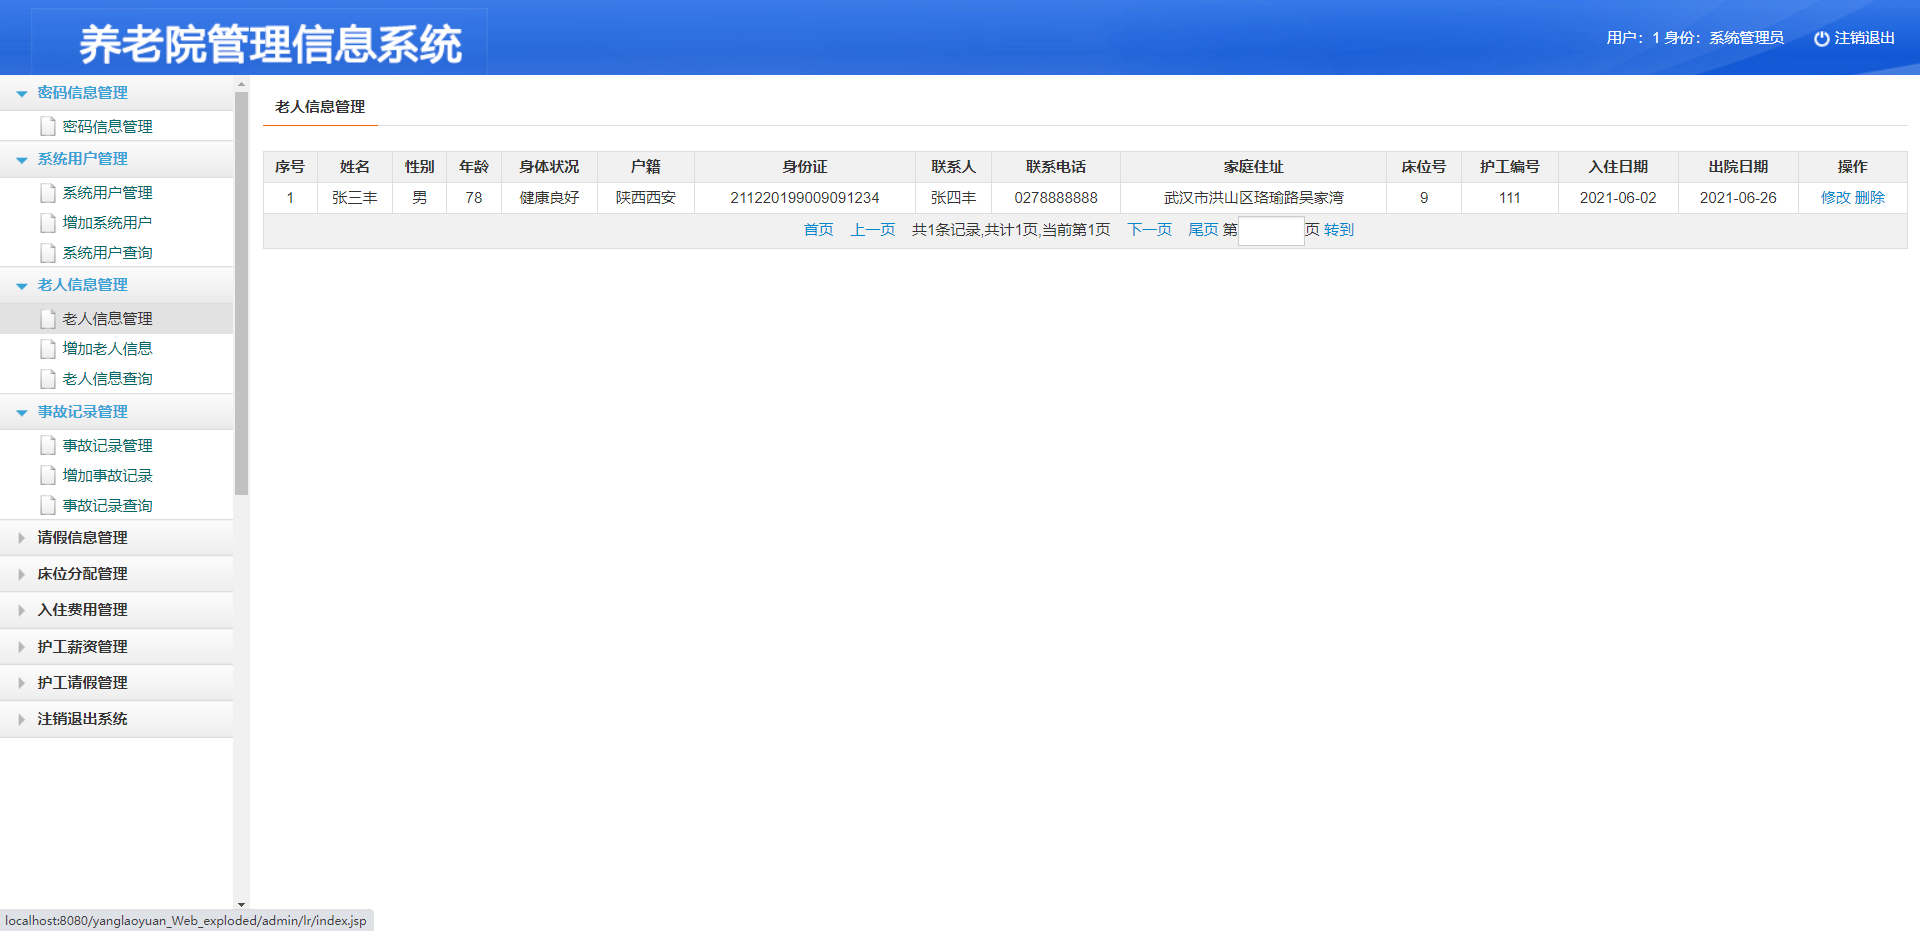 养老院管理信息系统
用户：1 身份：系统管理员 注销退出
密码信息管理
密码信息管理
系统用户管理
系统用户管理
增加系统用户
系统用户查询
老人信息管理
老人信息管理
增加老人信息
老人信息查询
事故记录管理
事故记录管理
增加事故记录
事故记录查询
请假信息管理
床位分配管理
入住费用管理
护工薪资管理
护工请假管理
注销退出系统
老人信息管理
序号 姓名 性别 年龄 身体状况 户籍 身份证 联系人 联系电话 家庭住址 床位号 护工编号 入住日期 出院日期 操作
1 张三丰 男 78 健康良好 陕西西安 211220199009091234 张四丰 0278888888 武汉市洪山区珞瑜路吴家湾 9 111 2021-06-02 2021-06-26 修改 删除
首页 上一页 共1条记录,共计1页,当前第1页 下一页 尾页 第 页 转到
localhost:8080/yanglaoyuan_Web_exploded/admin/lr/index.jsp